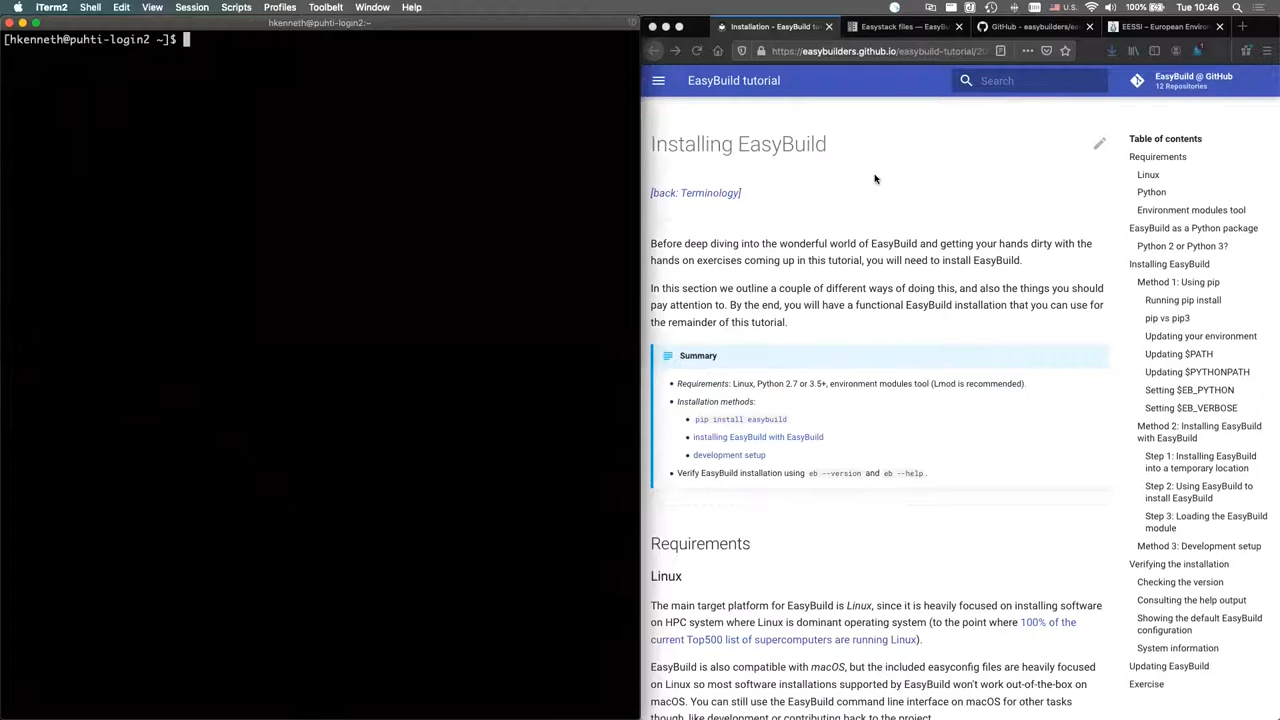 iTerm2 Shell Edit View Session Scripts Profiles Toolbelt Window Help
U.S. 100% Tue 10:46
hkenneth@puhti-login2:~
[hkenneth@puhti-login2 ~]$
Installation - EasyBuild tu
Easystack files — EasyBu
GitHub - easybuilders/ea
EESSI – European Environ
https://easybuilders.github.io/easybuild-tutorial/20
EasyBuild tutorial
Search
EasyBuild @ GitHub
12 Repositories
Installing EasyBuild
[back: Terminology]
Before deep diving into the wonderful world of EasyBuild and getting your hands dirty with the
hands on exercises coming up in this tutorial, you will need to install EasyBuild.
In this section we outline a couple of different ways of doing this, and also the things you should
pay attention to. By the end, you will have a functional EasyBuild installation that you can use for
the remainder of this tutorial.
Summary
• Requirements: Linux, Python 2.7 or 3.5+, environment modules tool (Lmod is recommended).
• Installation methods:
• pip install easybuild
• installing EasyBuild with EasyBuild
• development setup
• Verify EasyBuild installation using eb --version and eb --help.
Requirements
Linux
The main target platform for EasyBuild is Linux, since it is heavily focused on installing software
on HPC system where Linux is dominant operating system (to the point where 100% of the
current Top500 list of supercomputers are running Linux).
EasyBuild is also compatible with macOS, but the included easyconfig files are heavily focused
on Linux so most software installations supported by EasyBuild won't work out-of-the-box on
macOS. You can still use the EasyBuild command line interface on macOS for other tasks
though, like development or contributing back to the project.
Table of contents
Requirements
Linux
Python
Environment modules tool
EasyBuild as a Python package
Python 2 or Python 3?
Installing EasyBuild
Method 1: Using pip
Running pip install
pip vs pip3
Updating your environment
Updating $PATH
Updating $PYTHONPATH
Setting $EB_PYTHON
Setting $EB_VERBOSE
Method 2: Installing EasyBuild
with EasyBuild
Step 1: Installing EasyBuild
into a temporary location
Step 2: Using EasyBuild to
install EasyBuild
Step 3: Loading the EasyBuild
module
Method 3: Development setup
Verifying the installation
Checking the version
Consulting the help output
Showing the default EasyBuild
configuration
System information
Updating EasyBuild
Exercise